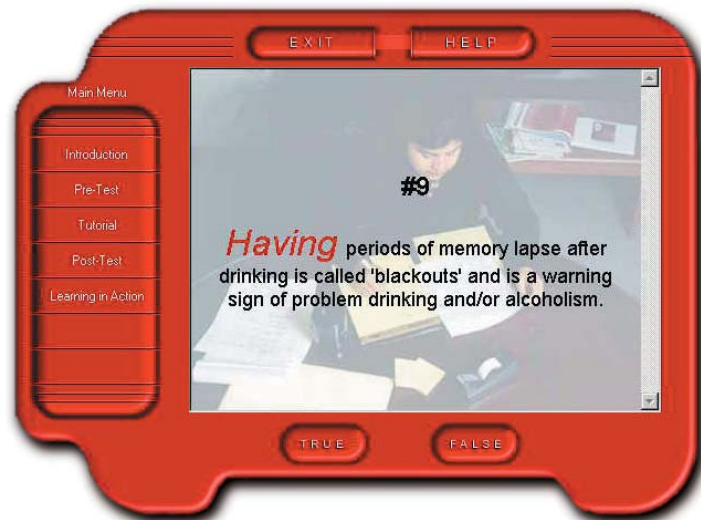 EXIT HELP
Main Menu
Introduction
Pre-Test
Tutorial
Post-Test
Learning in Action
#9
Having periods of memory lapse after
drinking is called 'blackouts' and is a warning
sign of problem drinking and/or alcoholism.
TRUE FALSE